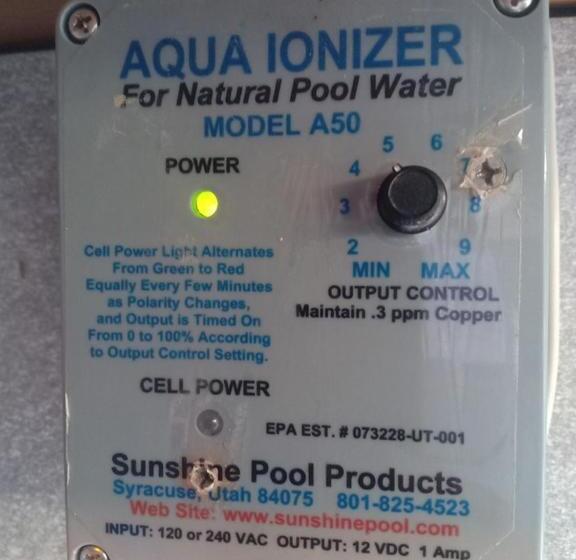 AQUA IONIZER
For Natural Pool Water
MODEL A50
POWER
5 6
4 7
3 8
2 9
MIN MAX
OUTPUT CONTROL
Maintain .3 ppm Copper
Cell Power Light Alternates
From Green to Red
Equally Every Few Minutes
as Polarity Changes,
and Output is Timed On
From 0 to 100% According
to Output Control Setting.
CELL POWER
EPA EST. # 073228-UT-001
Sunshine Pool Products
Syracuse, Utah 84075 801-825-4523
Web Site: www.sunshinepool.com
INPUT: 120 or 240 VAC OUTPUT: 12 VDC 1 Amp